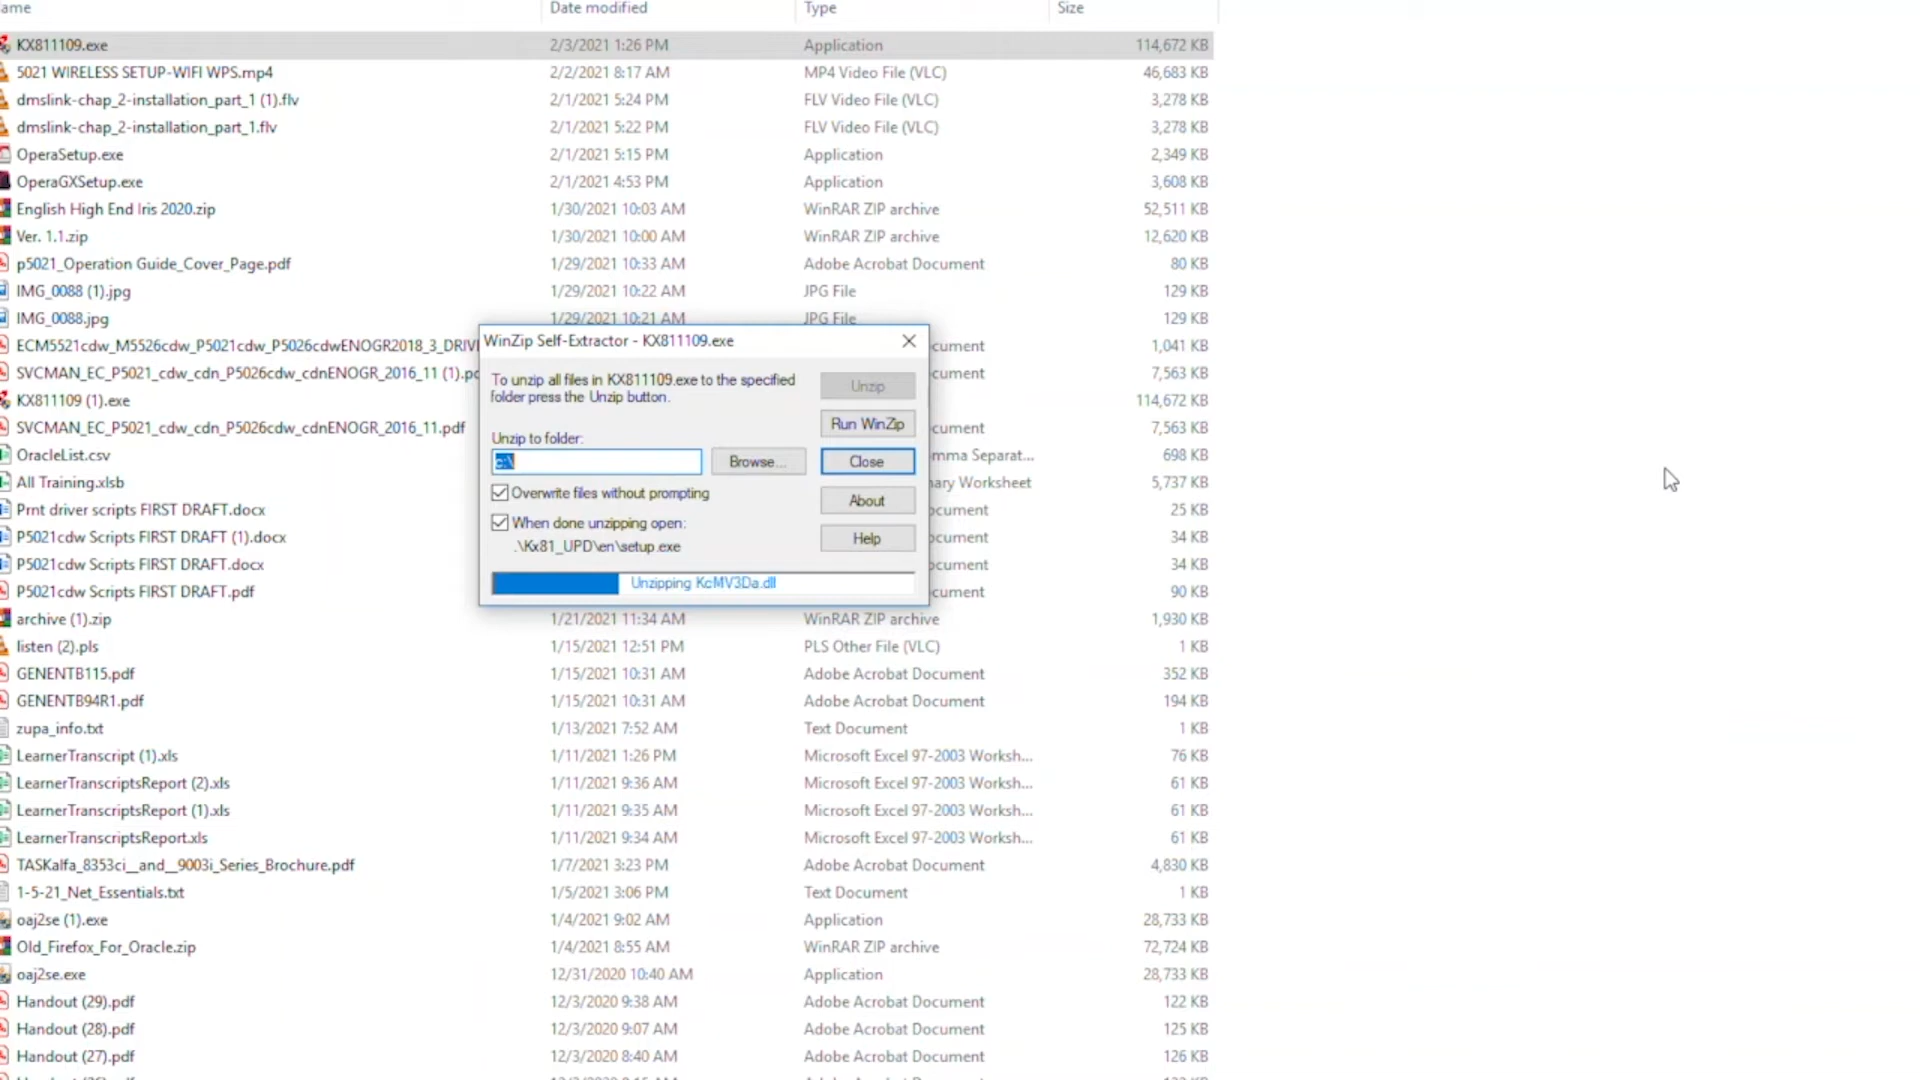 ame Date modified Type Size
KX811109.exe 2/3/2021 1:26 PM Application 114,672 KB
5021 WIRELESS SETUP-WIFI WPS.mp4 2/2/2021 8:17 AM MP4 Video File (VLC) 46,683 KB
dmslink-chap_2-installation_part_1 (1).flv 2/1/2021 5:24 PM FLV Video File (VLC) 3,278 KB
dmslink-chap_2-installation_part_1.flv 2/1/2021 5:22 PM FLV Video File (VLC) 3,278 KB
OperaSetup.exe 2/1/2021 5:15 PM Application 2,349 KB
OperaGXSetup.exe 2/1/2021 4:53 PM Application 3,608 KB
English High End Iris 2020.zip 1/30/2021 10:03 AM WinRAR ZIP archive 52,511 KB
Ver. 1.1.zip 1/30/2021 10:00 AM WinRAR ZIP archive 12,620 KB
p5021_Operation Guide_Cover_Page.pdf 1/29/2021 10:33 AM Adobe Acrobat Document 80 KB
IMG_0088 (1).jpg 1/29/2021 10:22 AM JPG File 129 KB
IMG_0088.jpg 1/29/2021 10:21 AM JPG File 129 KB
ECM5521cdw_M5526cdw_P5021cdw_P5026cdwENOGR2018_3_DRIV cument 1,041 KB
SVCMAN_EC_P5021_cdw_cdn_P5026cdw_cdnENOGR_2016_11 (1).pd cument 7,563 KB
KX811109 (1).exe 114,672 KB
SVCMAN_EC_P5021_cdw_cdn_P5026cdw_cdnENOGR_2016_11.pdf cument 7,563 KB
OracleList.csv mma Separat... 698 KB
All Training.xlsb nary Worksheet 5,737 KB
Prnt driver scripts FIRST DRAFT.docx ocument 25 KB
P5021cdw Scripts FIRST DRAFT (1).docx ocument 34 KB
P5021cdw Scripts FIRST DRAFT.docx ocument 34 KB
P5021cdw Scripts FIRST DRAFT.pdf cument 90 KB
archive (1).zip 1/21/2021 11:34 AM WinRAR ZIP archive 1,930 KB
listen (2).pls 1/15/2021 12:51 PM PLS Other File (VLC) 1 KB
GENENTB115.pdf 1/15/2021 10:31 AM Adobe Acrobat Document 352 KB
GENENTB94R1.pdf 1/15/2021 10:31 AM Adobe Acrobat Document 194 KB
zupa_info.txt 1/13/2021 7:52 AM Text Document 1 KB
LearnerTranscript (1).xls 1/11/2021 1:26 PM Microsoft Excel 97-2003 Worksh... 76 KB
LearnerTranscriptsReport (2).xls 1/11/2021 9:36 AM Microsoft Excel 97-2003 Worksh... 61 KB
LearnerTranscriptsReport (1).xls 1/11/2021 9:35 AM Microsoft Excel 97-2003 Worksh... 61 KB
LearnerTranscriptsReport.xls 1/11/2021 9:34 AM Microsoft Excel 97-2003 Worksh... 61 KB
TASKalfa_8353ci__and__9003i_Series_Brochure.pdf 1/7/2021 3:23 PM Adobe Acrobat Document 4,830 KB
1-5-21_Net_Essentials.txt 1/5/2021 3:06 PM Text Document 1 KB
oaj2se (1).exe 1/4/2021 9:02 AM Application 28,733 KB
Old_Firefox_For_Oracle.zip 1/4/2021 8:55 AM WinRAR ZIP archive 72,724 KB
oaj2se.exe 12/31/2020 10:40 AM Application 28,733 KB
Handout (29).pdf 12/3/2020 9:38 AM Adobe Acrobat Document 122 KB
Handout (28).pdf 12/3/2020 9:07 AM Adobe Acrobat Document 125 KB
Handout (27).pdf 12/3/2020 8:40 AM Adobe Acrobat Document 126 KB
WinZip Self-Extractor - KX811109.exe
To unzip all files in KX811109.exe to the specified
folder press the Unzip button.
Unzip
Run WinZip
Unzip to folder:
c:\
Browse...
Close
Overwrite files without prompting
About
When done unzipping open:
.\Kx81_UPD\en\setup.exe
Help
Unzipping KcMV3Da.dll